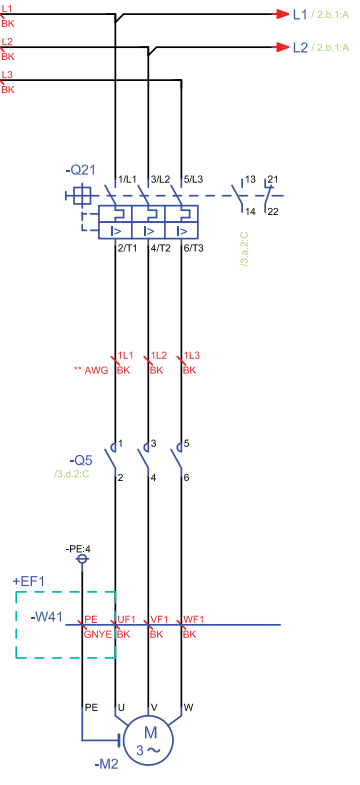 L1
BK
L1 / 2.b.1:A
L2
BK
L2 / 2.b.1:A
L3
BK
-Q21
1/L1 3/L2 5/L3
13 21
I> I> I>
14 22
2/T1 4/T2 6/T3
/3.a.2:C
1L1 1L2 1L3
** AWG BK BK BK
1 3 5
-Q5
/3.d.2:C
2 4 6
-PE:4
+EF1
-W41
PE UF1 VF1 WF1
GNYE BK BK BK
PE U V W
M
3 ~
-M2